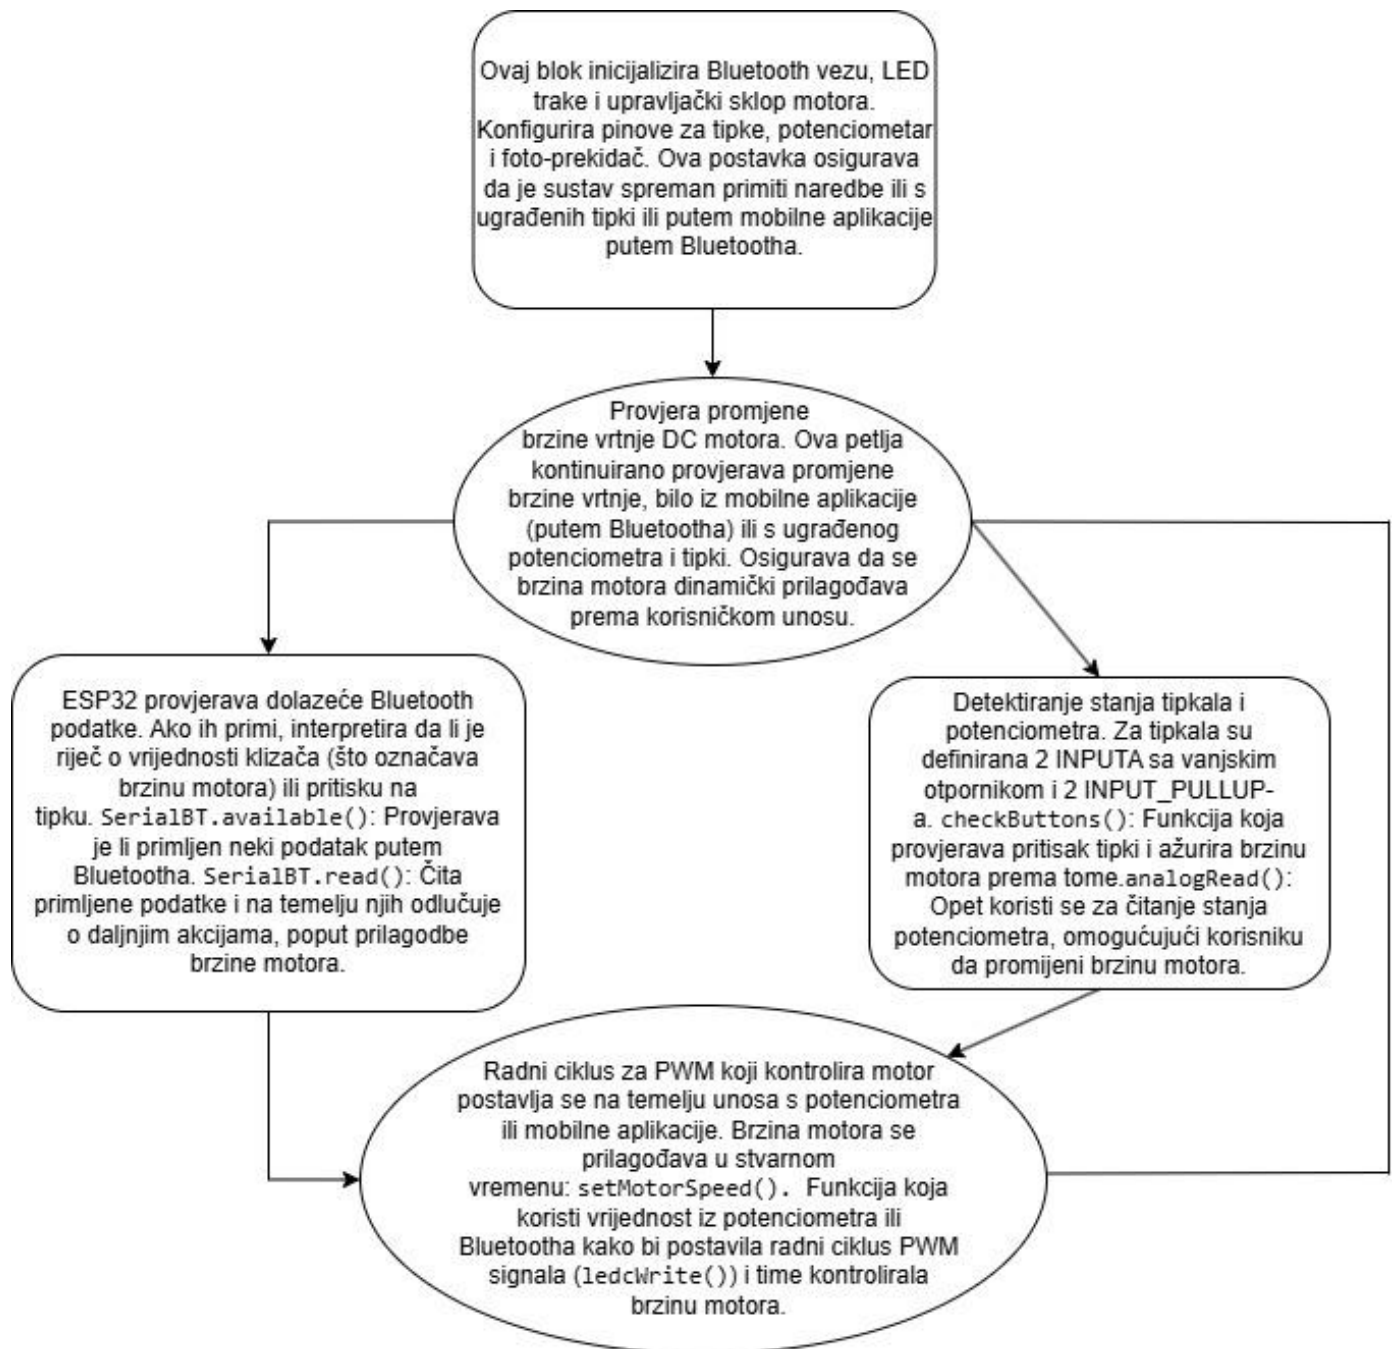 Ovaj blok inicijalizira Bluetooth vezu, LED
trake i upravljački sklop motora.
Konfigurira pinove za tipke, potenciometar
i foto-prekidač. Ova postavka osigurava
da je sustav spreman primiti naredbe ili s
ugrađenih tipki ili putem mobilne aplikacije
putem Bluetootha.
Provjera promjene
brzine vrtnje DC motora. Ova petlja
kontinuirano provjerava promjene
brzine vrtnje, bilo iz mobilne aplikacije
(putem Bluetootha) ili s ugrađenog
potenciometra i tipki. Osigurava da se
brzina motora dinamički prilagođava
prema korisničkom unosu.
ESP32 provjerava dolazeće Bluetooth
podatke. Ako ih primi, interpretira da li je
riječ o vrijednosti klizača (što označava
brzinu motora) ili pritisku na
tipku. SerialBT.available(): Provjerava
je li primljen neki podatak putem
Bluetootha. SerialBT.read(): Čita
primljene podatke i na temelju njih odlučuje
o daljnjim akcijama, poput prilagodbe
brzine motora.
Detektiranje stanja tipkala i
potenciometra. Za tipkala su
definirana 2 INPUTA sa vanjskim
otpornikom i 2 INPUT_PULLUP-
a. checkButtons(): Funkcija koja
provjerava pritisak tipki i ažurira brzinu
motora prema tome.analogRead():
Opet koristi se za čitanje stanja
potenciometra, omogućujući korisniku
da promijeni brzinu motora.
Radni ciklus za PWM koji kontrolira motor
postavlja se na temelju unosa s potenciometra
ili mobilne aplikacije. Brzina motora se
prilagođava u stvarnom
vremenu: setMotorSpeed(). Funkcija koja
koristi vrijednost iz potenciometra ili
Bluetootha kako bi postavila radni ciklus PWM
signala (ledcWrite()) i time kontrolirala
brzinu motora.